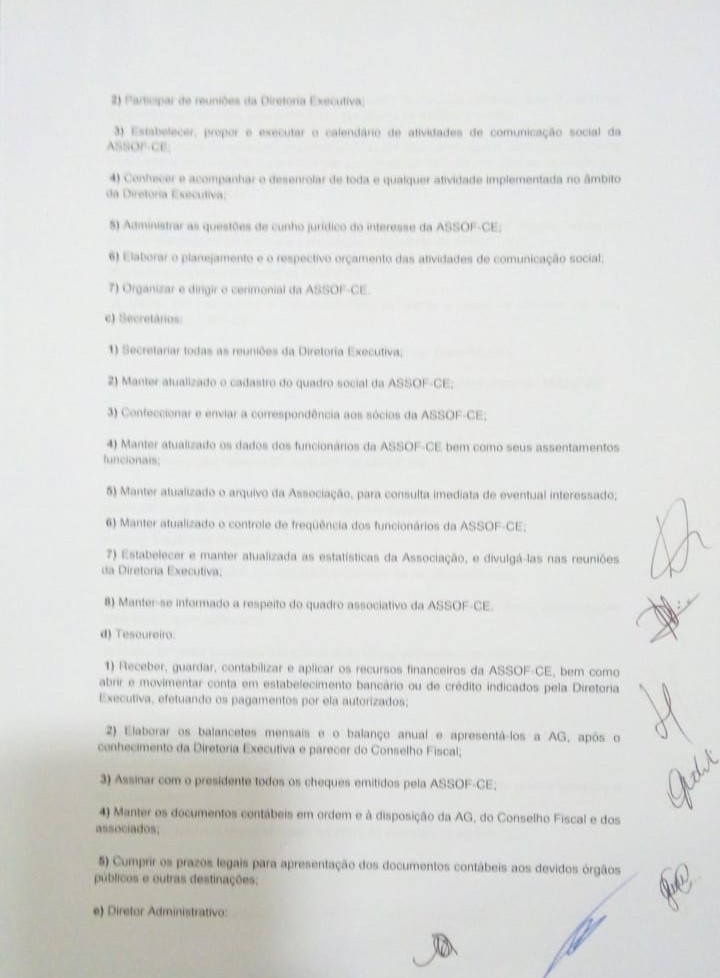 2) Participar de reuniões da Diretoria Executiva;
3) Estabelecer, propor e executar o calendário de atividades de comunicação social da
ASSOF-CE;
4) Conhecer e acompanhar o desenrolar de toda e qualquer atividade implementada no âmbito
da Diretoria Executiva;
5) Administrar as questões de cunho jurídico do interesse da ASSOF-CE;
6) Elaborar o planejamento e o respectivo orçamento das atividades de comunicação social;
7) Organizar e dirigir o cerimonial da ASSOF-CE.
c) Secretários:
1) Secretariar todas as reuniões da Diretoria Executiva;
2) Manter atualizado o cadastro do quadro social da ASSOF-CE;
3) Confeccionar e enviar a correspondência aos sócios da ASSOF-CE;
4) Manter atualizado os dados dos funcionários da ASSOF-CE bem como seus assentamentos
funcionais;
5) Manter atualizado o arquivo da Associação, para consulta imediata de eventual interessado;
6) Manter atualizado o controle de freqüência dos funcionários da ASSOF-CE;
7) Estabelecer e manter atualizada as estatísticas da Associação, e divulgá-las nas reuniões
da Diretoria Executiva;
8) Manter-se informado a respeito do quadro associativo da ASSOF-CE.
d) Tesoureiro:
1) Receber, guardar, contabilizar e aplicar os recursos financeiros da ASSOF-CE, bem como
abrir e movimentar conta em estabelecimento bancário ou de crédito indicados pela Diretoria
Executiva, efetuando os pagamentos por ela autorizados;
2) Elaborar os balancetes mensais e o balanço anual e apresentá-los a AG, após o
conhecimento da Diretoria Executiva e parecer do Conselho Fiscal;
3) Assinar com o presidente todos os cheques emitidos pela ASSOF-CE;
4) Manter os documentos contábeis em ordem e à disposição da AG, do Conselho Fiscal e dos
associados;
5) Cumprir os prazos legais para apresentação dos documentos contábeis aos devidos órgãos
públicos e outras destinações;
e) Diretor Administrativo: